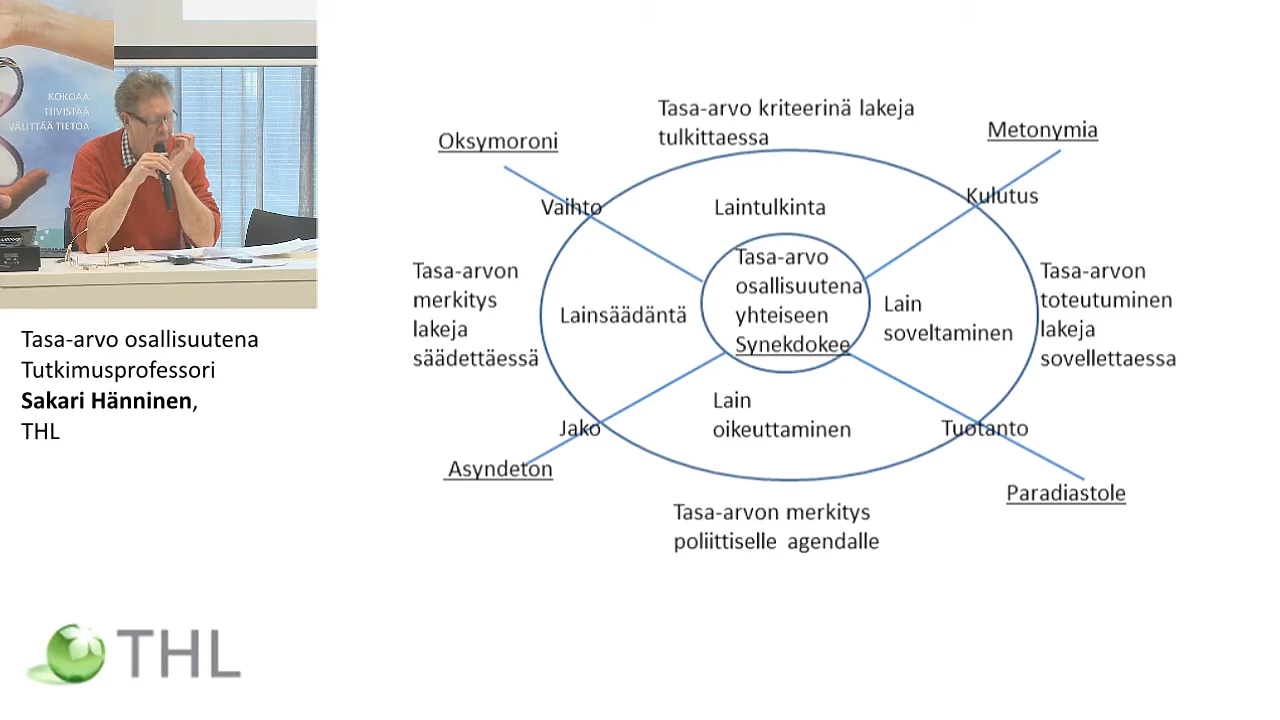 KOKOAA
TIIVISTÄÄ
VÄLITTÄÄ TIETOA
Tasa-arvo osallisuutena
Tutkimusprofessori
Sakari Hänninen,
THL
THL
Oksymoroni
Tasa-arvo kriteerinä lakeja
tulkittaessa
Metonymia
Vaihto
Laintulkinta
Kulutus
Tasa-arvon
merkitys
lakeja
säädettäessä
Lainsäädäntä
Tasa-arvo
osallisuutena
yhteiseen
Synekdokee
Lain
soveltaminen
Tasa-arvon
toteutuminen
lakeja
sovellettaessa
Jako
Lain
oikeuttaminen
Tuotanto
Asyndeton
Paradiastole
Tasa-arvon merkitys
poliittiselle agendalle